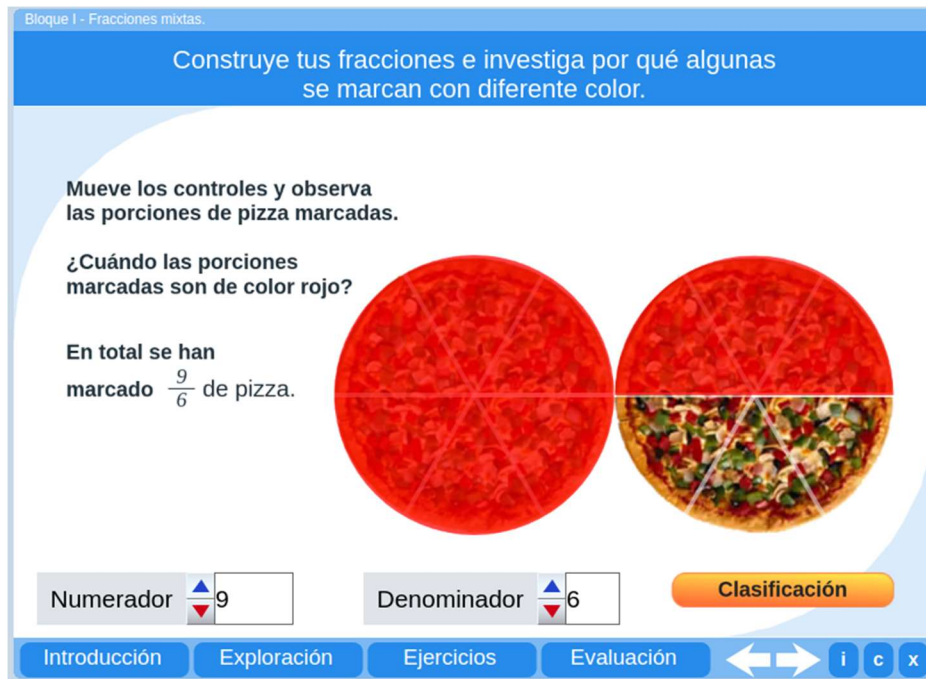 Bloque I - Fracciones mixtas.
Construye tus fracciones e investiga por qué algunas
se marcan con diferente color.
Mueve los controles y observa
las porciones de pizza marcadas.
¿Cuándo las porciones
marcadas son de color rojo?
En total se han
marcado 9/6 de pizza.
Numerador 9 Denominador 6 Clasificación
Introducción Exploración Ejercicios Evaluación i c x